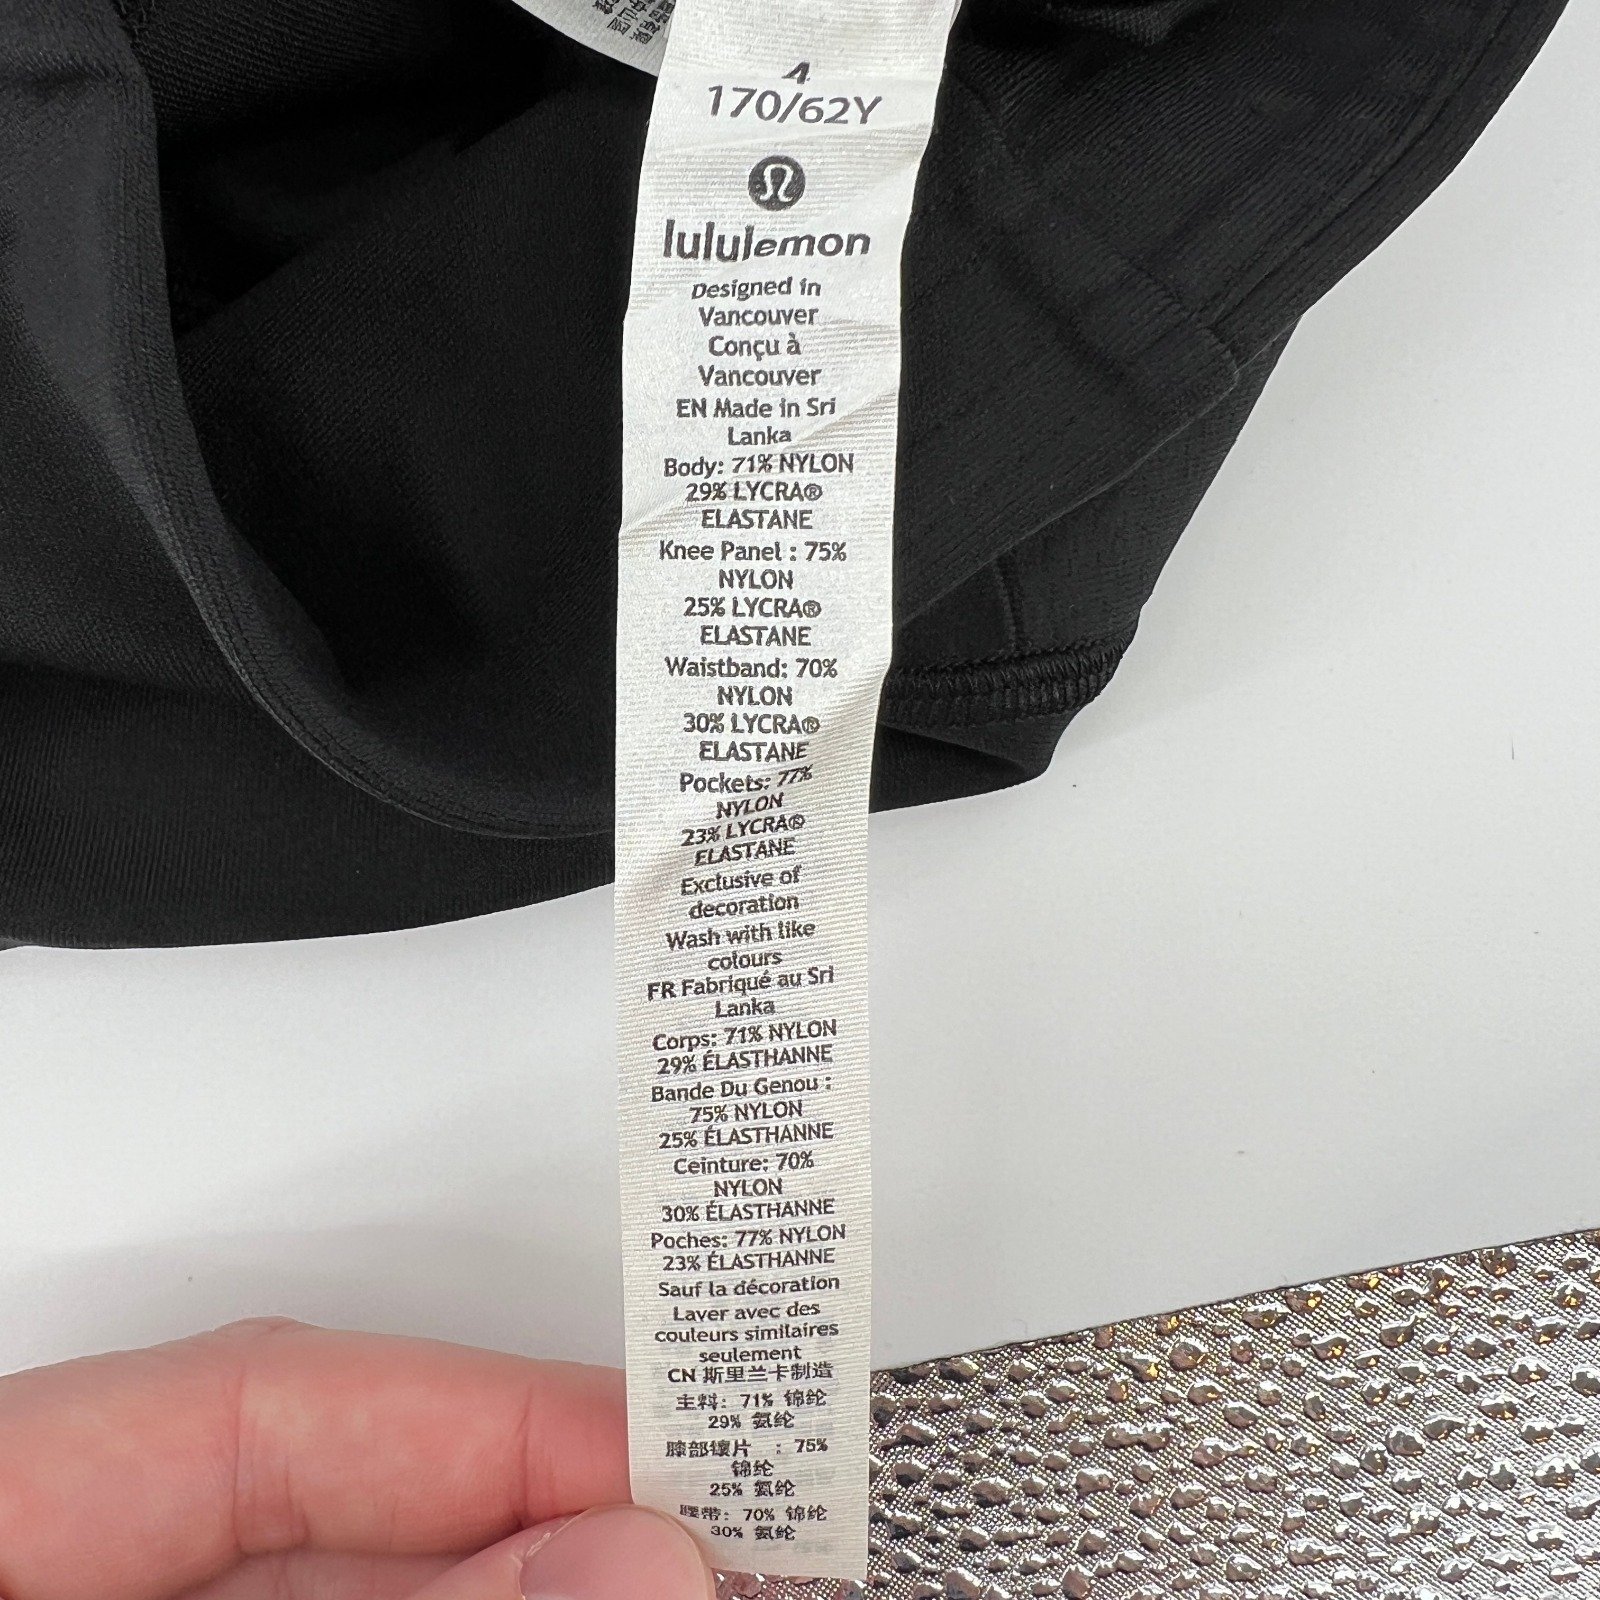 4
170/62Y
lululemon
Designed in
Vancouver
Conçu à
Vancouver
EN Made in Sri
Lanka
Body: 71% NYLON
29% LYCRA®
ELASTANE
Knee Panel : 75%
NYLON
25% LYCRA®
ELASTANE
Waistband: 70%
NYLON
30% LYCRA®
ELASTANE
Pockets: 77%
NYLON
23% LYCRA®
ELASTANE
Exclusive of
decoration
Wash with like
colours
FR Fabriqué au Sri
Lanka
Corps: 71% NYLON
29% ÉLASTHANNE
Bande Du Genou :
75% NYLON
25% ÉLASTHANNE
Ceinture: 70%
NYLON
30% ÉLASTHANNE
Poches: 77% NYLON
23% ÉLASTHANNE
Sauf la décoration
Laver avec des
couleurs similaires
seulement
CN 斯里兰卡制造
主料: 71% 锦纶
29% 氨纶
膝部镶片 : 75%
锦纶
25% 氨纶
腰带: 70% 锦纶
30% 氨纶